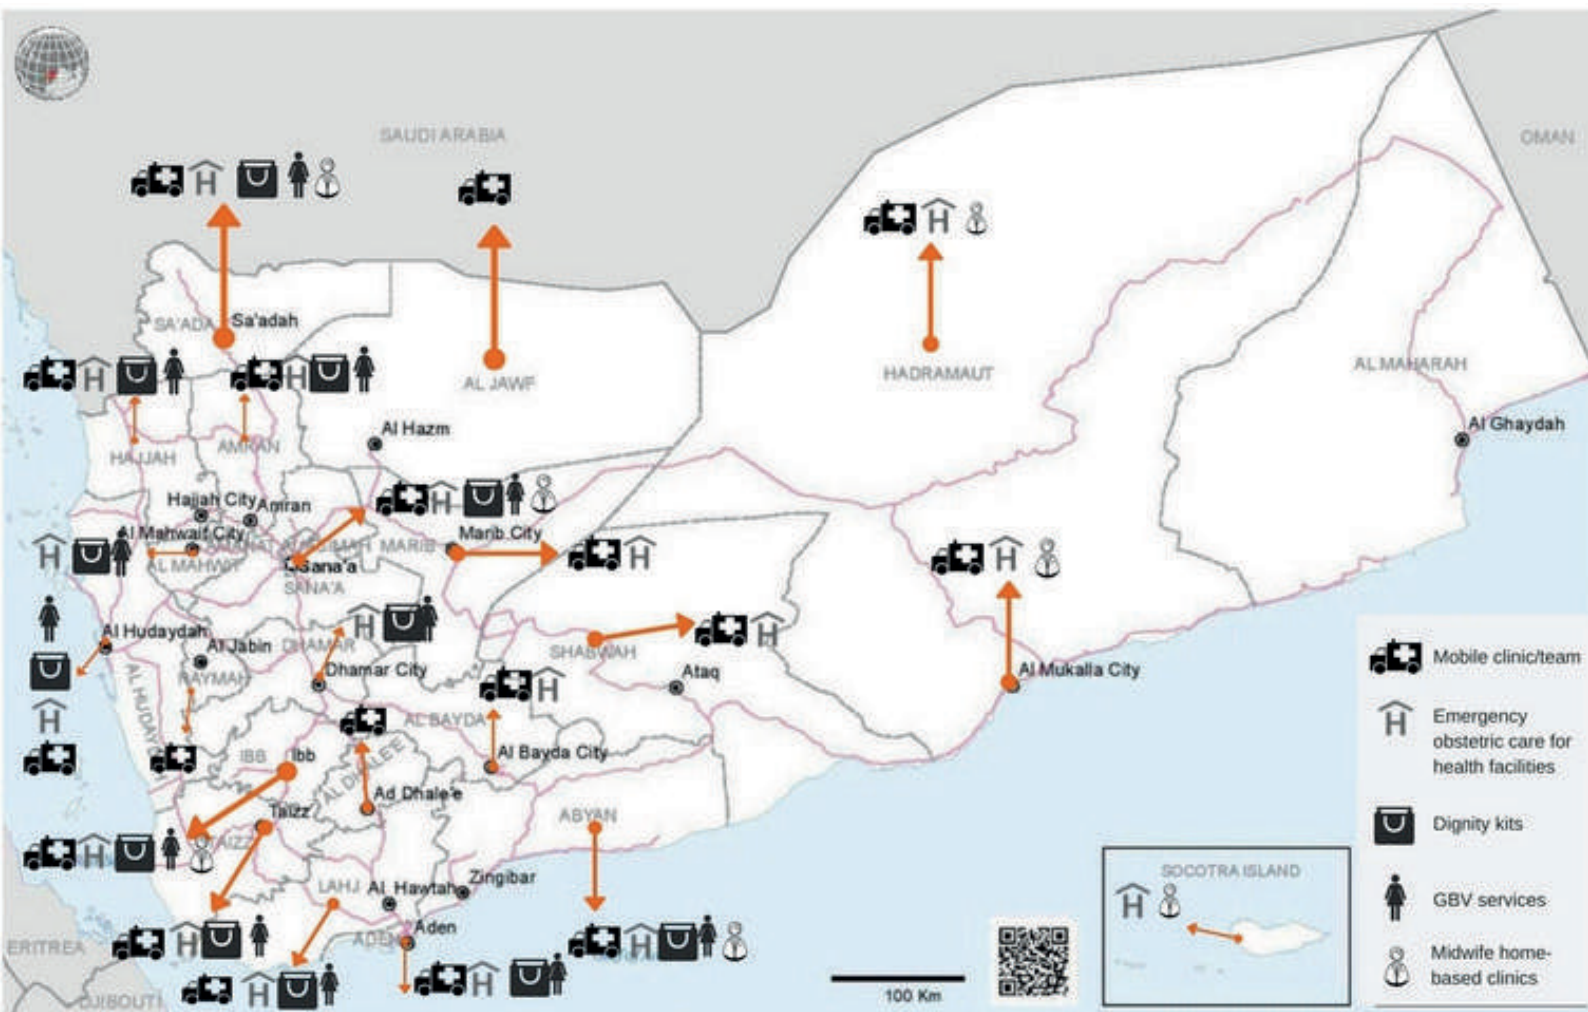 SAUDI ARABIA
OMAN
SA'ADA
Sa'adah
AL JAWF
HADRAMAUT
AL MAHARAH
Al Ghaydah
Al Hazm
HAJJAH
AMRAN
Hajjah City
Amran
Al Mahwait City
MARIB
Marib City
AL MAHWIT
Sana'a
SANA'A
Al Hudaydah
Al Jabin
DHAMAR
RAYMAH
Dhamar City
SHABWAH
Ataq
Al Mukalla City
AL BAYDA
Al Bayda City
IBB
Ibb
AL DHALE'E
Ad Dhale'e
Taizz
TAIZZ
ABYAN
LAHJ
Al Hawtah
Zingibar
ADEN
Aden
ERITREA
DJIBOUTI
100 Km
SOCOTRA ISLAND
Mobile clinic/team
Emergency
obstetric care for
health facilities
Dignity kits
GBV services
Midwife home-
based clinics